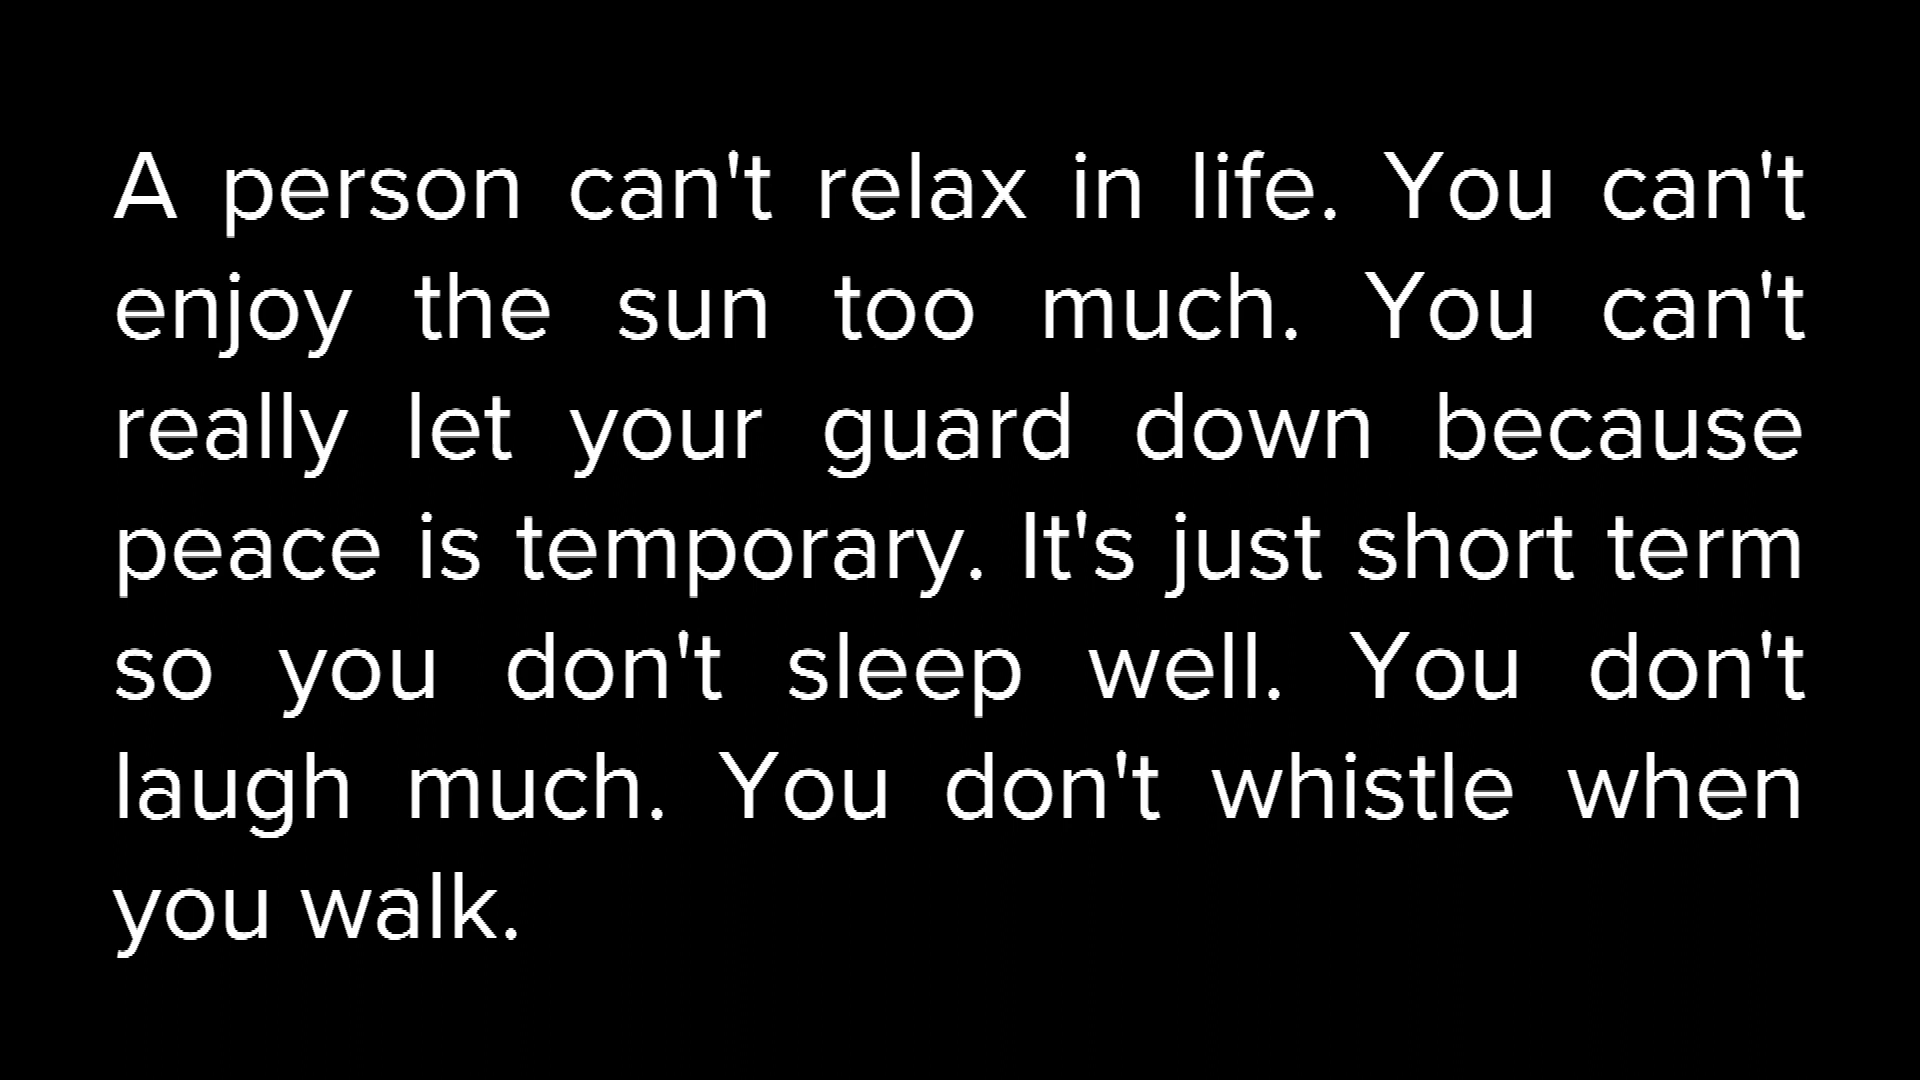 A person can't relax in life. You can't
enjoy the sun too much. You can't
really let your guard down because
peace is temporary. It's just short term
so you don't sleep well. You don't
laugh much. You don't whistle when
you walk.